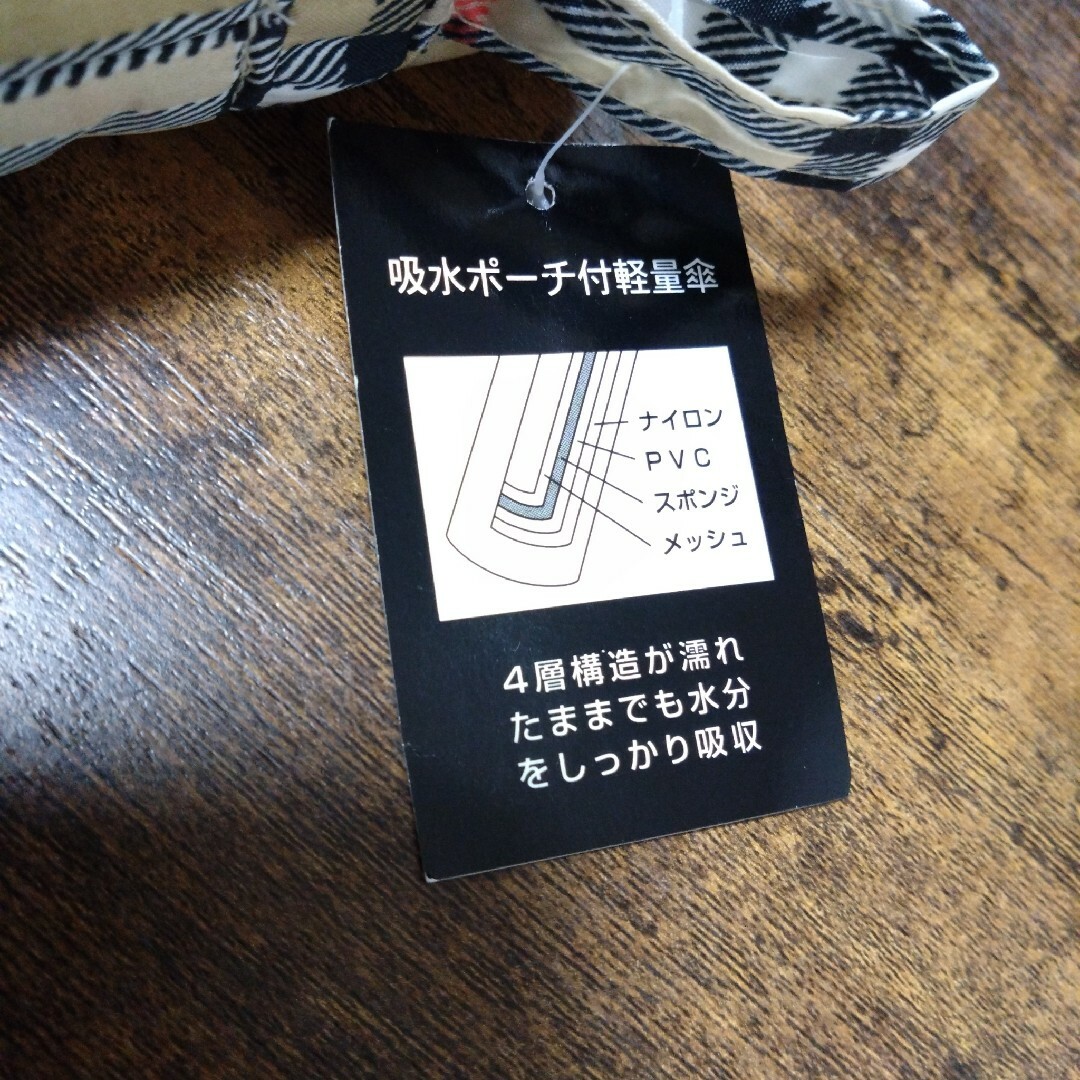 吸水ポーチ付軽量傘
ナイロン
PVC
スポンジ
メッシュ
4層構造が濡れ
たままでも水分
をしっかり吸収